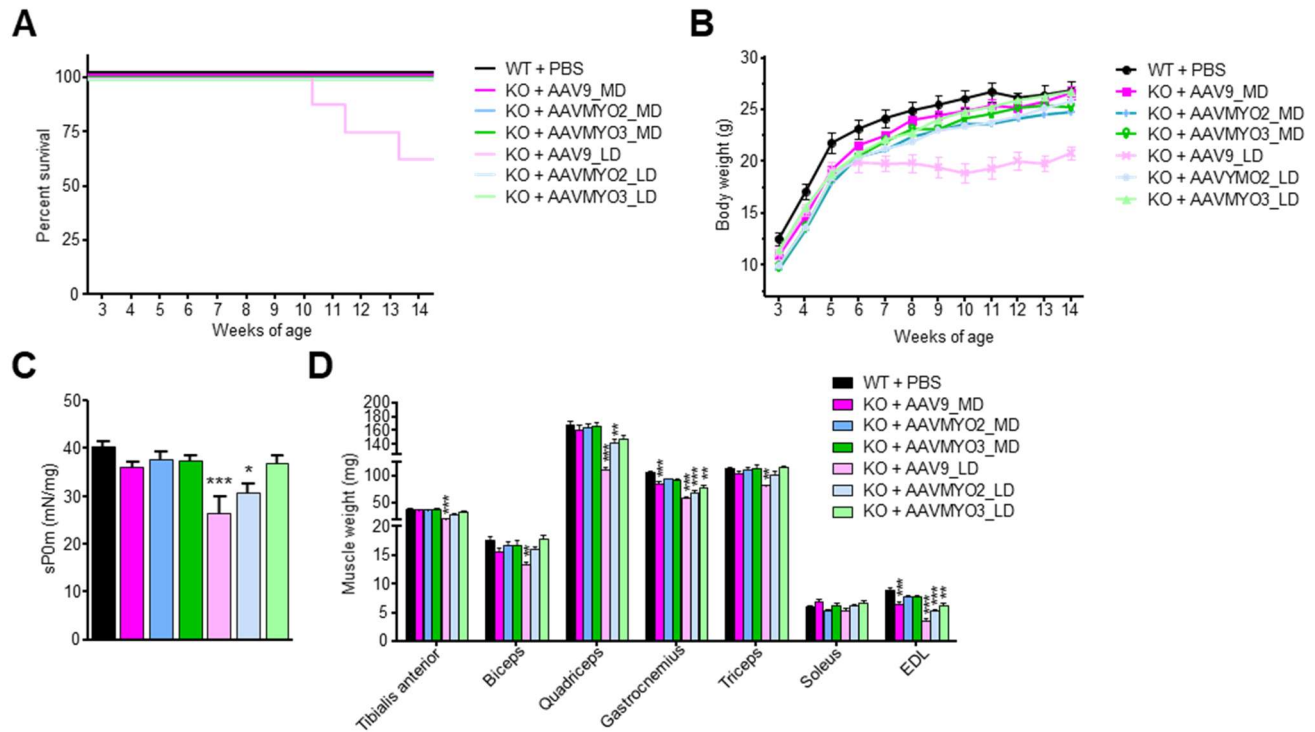 A
Percent survival
100
75
50
25
0
3 4 5 6 7 8 9 10 11 12 13 14
Weeks of age
WT + PBS
KO + AAV9_MD
KO + AAVMYO2_MD
KO + AAVMYO3_MD
KO + AAV9_LD
KO + AAVMYO2_LD
KO + AAVMYO3_LD
B
Body weight (g)
30
25
20
15
10
3 4 5 6 7 8 9 10 11 12 13 14
Weeks of age
WT + PBS
KO + AAV9_MD
KO + AAVMYO2_MD
KO + AAVMYO3_MD
KO + AAV9_LD
KO + AAVYMO2_LD
KO + AAVMYO3_LD
C
sP0m (mN/mg)
50
40
30
20
10
0
***
*
D
Muscle weight (mg)
200
180
160
140
100
50
20
15
10
5
0
***
**
***
**
***
***
***
**
**
***
***
***
**
Tibialis anterior
Biceps
Quadriceps
Gastrocnemius
Triceps
Soleus
EDL
WT + PBS
KO + AAV9_MD
KO + AAVMYO2_MD
KO + AAVMYO3_MD
KO + AAV9_LD
KO + AAVMYO2_LD
KO + AAVMYO3_LD